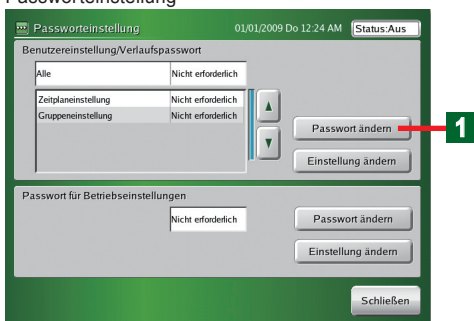 Passworteinstellung
Passworteinstellung 01/01/2009 Do 12:24 AM Status:Aus
Benutzereinstellung/Verlaufspasswort
Alle Nicht erforderlich
Zeitplaneinstellung Nicht erforderlich
Gruppeneinstellung Nicht erforderlich
Passwort ändern 1
Einstellung ändern
Passwort für Betriebseinstellungen
Nicht erforderlich Passwort ändern
Einstellung ändern
Schließen